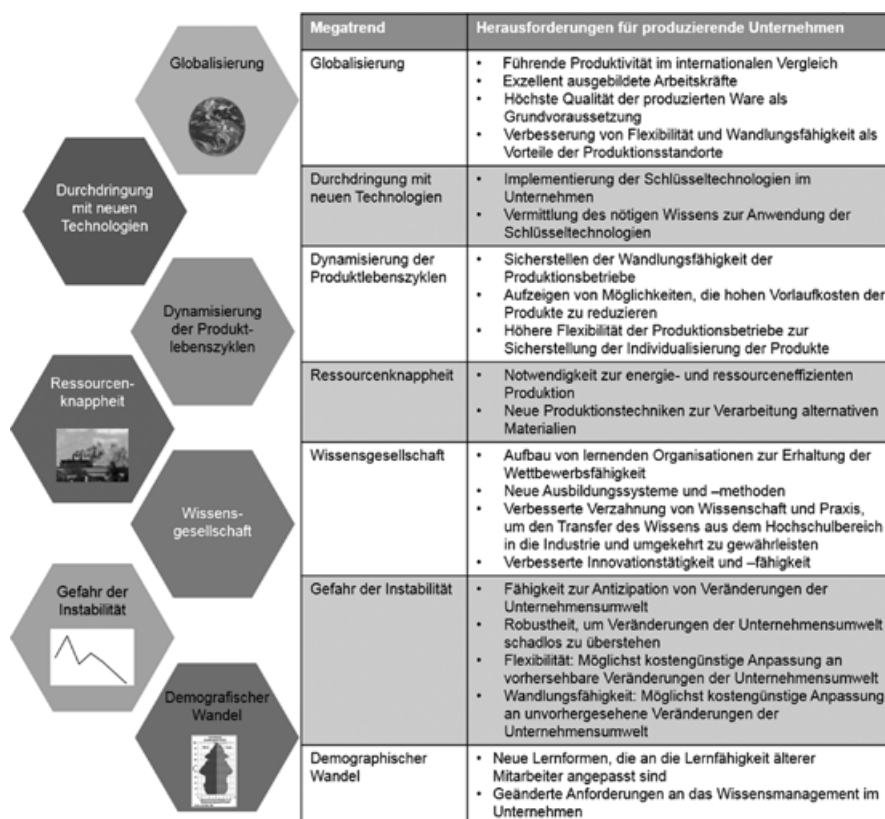 Globalisierung
Durchdringung
mit neuen
Technologien
Dynamisierung
der Produkt-
lebenszyklen
Ressourcen-
knappheit
Wissens-
gesellschaft
Gefahr der
Instabilität
Demografischer
Wandel
Megatrend
Herausforderungen für produzierende Unternehmen
Globalisierung
• Führende Produktivität im internationalen Vergleich
• Exzellent ausgebildete Arbeitskräfte
• Höchste Qualität der produzierten Ware als
Grundvoraussetzung
• Verbesserung von Flexibilität und Wandlungsfähigkeit als
Vorteile der Produktionsstandorte
Durchdringung mit
neuen Technologien
• Implementierung der Schlüsseltechnologien im
Unternehmen
• Vermittlung des nötigen Wissens zur Anwendung der
Schlüsseltechnologien
Dynamisierung der
Produktlebenszyklen
• Sicherstellen der Wandlungsfähigkeit der
Produktionsbetriebe
• Aufzeigen von Möglichkeiten, die hohen Vorlaufkosten der
Produkte zu reduzieren
• Höhere Flexibilität der Produktionsbetriebe zur
Sicherstellung der Individualisierung der Produkte
Ressourcenknappheit
• Notwendigkeit zur energie- und ressourceneffizienten
Produktion
• Neue Produktionstechniken zur Verarbeitung alternativen
Materialien
Wissensgesellschaft
• Aufbau von lernenden Organisationen zur Erhaltung der
Wettbewerbsfähigkeit
• Neue Ausbildungssysteme und –methoden
• Verbesserte Verzahnung von Wissenschaft und Praxis,
um den Transfer des Wissens aus dem Hochschulbereich
in die Industrie und umgekehrt zu gewährleisten
• Verbesserte Innovationstätigkeit und –fähigkeit
Gefahr der Instabilität
• Fähigkeit zur Antizipation von Veränderungen der
Unternehmensumwelt
• Robustheit, um Veränderungen der Unternehmensumwelt
schadlos zu überstehen
• Flexibilität: Möglichst kostengünstige Anpassung an
vorhersehbare Veränderungen der Unternehmensumwelt
• Wandlungsfähigkeit: Möglichst kostengünstige Anpassung
an unvorhergesehene Veränderungen der
Unternehmensumwelt
Demographischer
Wandel
• Neue Lernformen, die an die Lernfähigkeit älterer
Mitarbeiter angepasst sind
• Geänderte Anforderungen an das Wissensmanagement im
Unternehmen